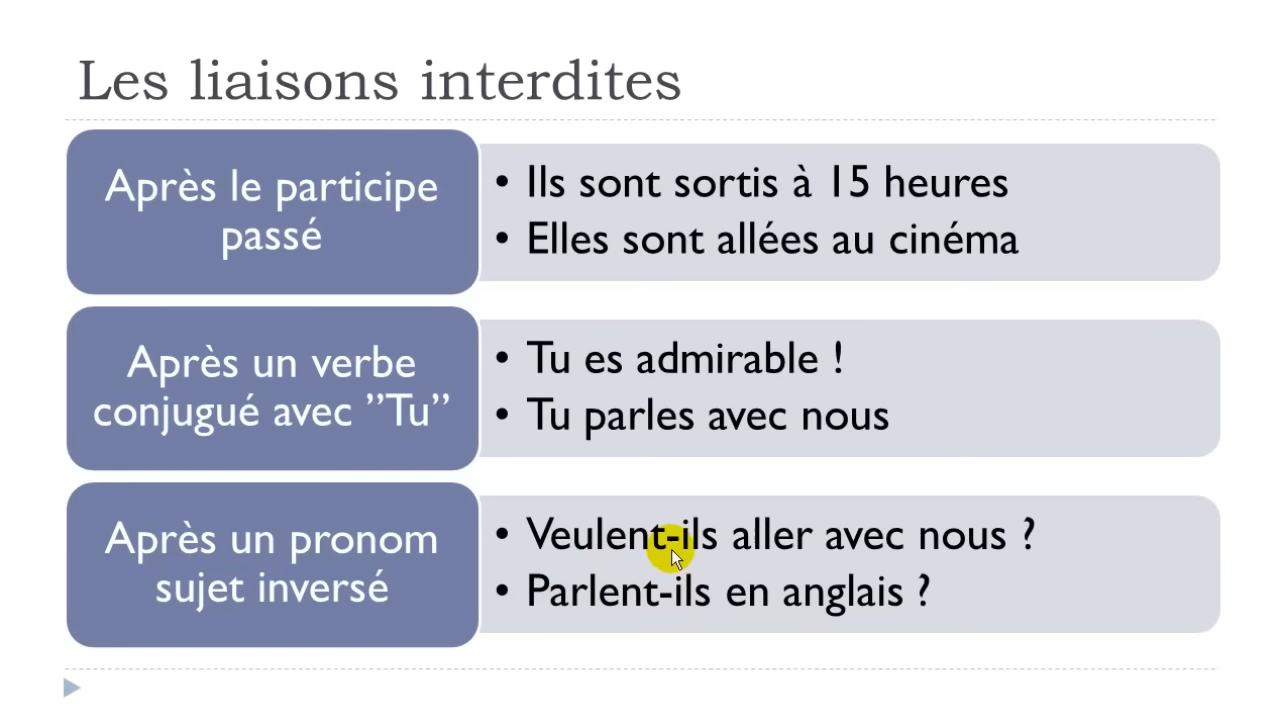 Les liaisons interdites
Après le participe
passé
• Ils sont sortis à 15 heures
• Elles sont allées au cinéma
Après un verbe
conjugué avec ”Tu”
• Tu es admirable !
• Tu parles avec nous
Après un pronom
sujet inversé
• Veulent-ils aller avec nous ?
• Parlent-ils en anglais ?